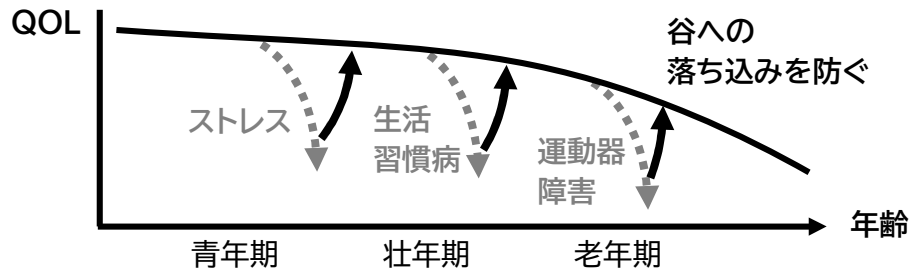 QOL
谷への
落ち込みを防ぐ
ストレス
生活
習慣病
運動器
障害
年齢
青年期
壮年期
老年期